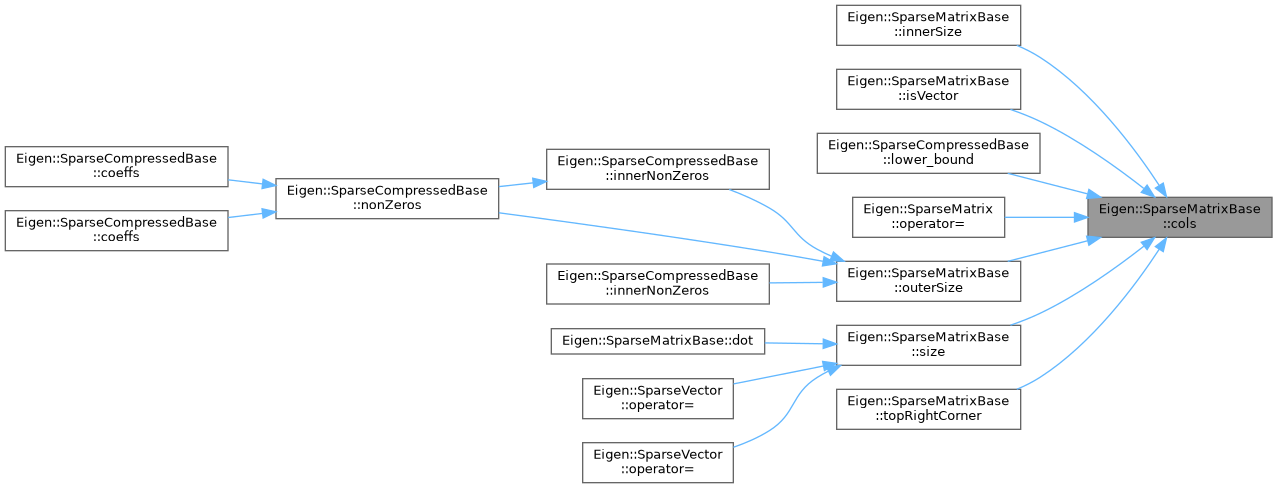 Eigen::SparseMatrixBase
::innerSize
Eigen::SparseMatrixBase
::isVector
Eigen::SparseCompressedBase
::lower_bound
Eigen::SparseCompressedBase
::coeffs
Eigen::SparseCompressedBase
::innerNonZeros
Eigen::SparseCompressedBase
::nonZeros
Eigen::SparseMatrix
::operator=
Eigen::SparseMatrixBase
::cols
Eigen::SparseCompressedBase
::coeffs
Eigen::SparseMatrixBase
::outerSize
Eigen::SparseCompressedBase
::innerNonZeros
Eigen::SparseMatrixBase::dot
Eigen::SparseMatrixBase
::size
Eigen::SparseVector
::operator=
Eigen::SparseMatrixBase
::topRightCorner
Eigen::SparseVector
::operator=